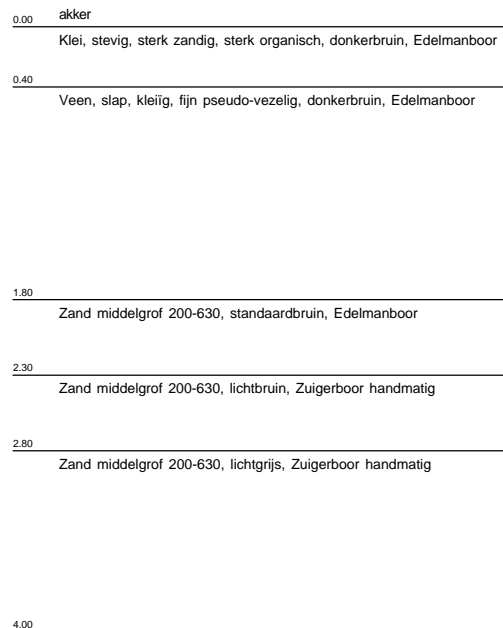 akker
0.00
Klei, stevig, sterk zandig, sterk organisch, donkerbruin, Edelmanboor
0.40
Veen, slap, kleiïg, fijn pseudo-vezelig, donkerbruin, Edelmanboor
1.80
Zand middelgrof 200-630, standaardbruin, Edelmanboor
2.30
Zand middelgrof 200-630, lichtbruin, Zuigerboor handmatig
2.80
Zand middelgrof 200-630, lichtgrijs, Zuigerboor handmatig
4.00